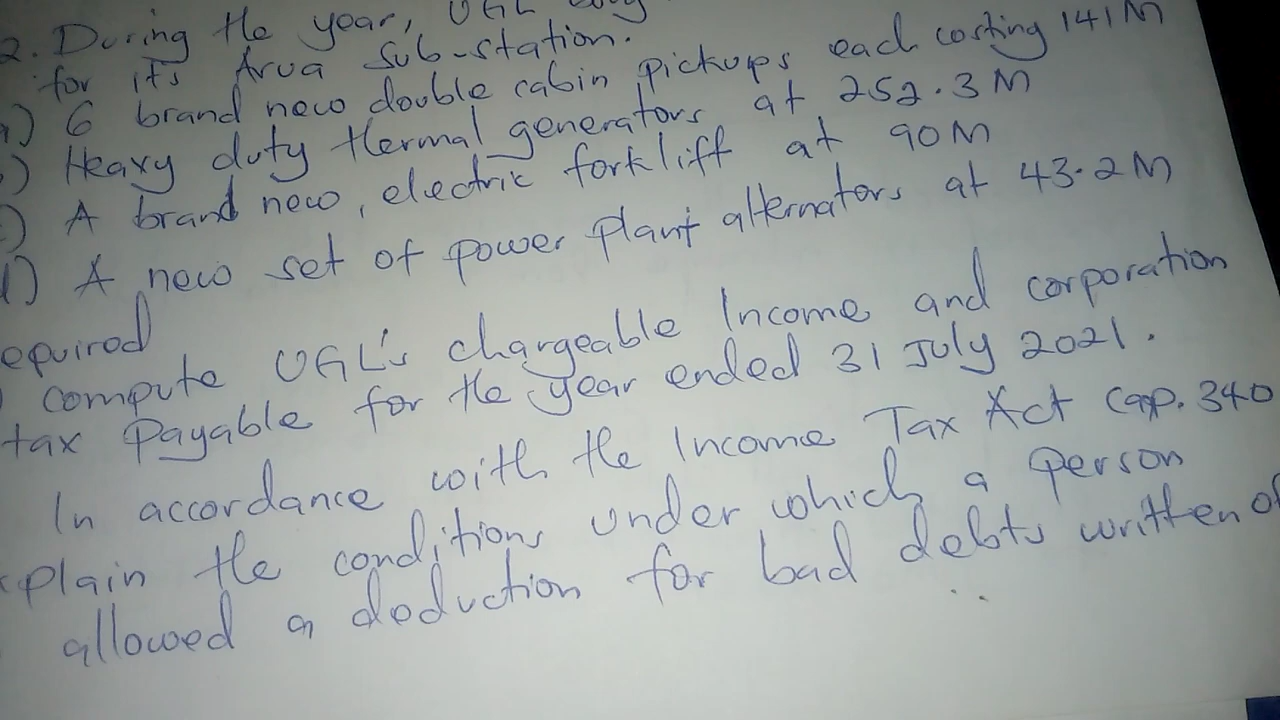 2. During the year, UGL
for its Arua sub-station.
) 6 brand new double cabin pickups each costing 141M
) Heavy duty thermal generators at 252.3M
) A brand new, electric forklift at 90M
) A new set of power plant alternators at 43.2M
equired
) compute UGL's chargeable Income and corporation
tax payable for the year ended 31 July 2021.
In accordance with the Income Tax Act Cap. 340
xplain the conditions under which a person
allowed a deduction for bad debts written of